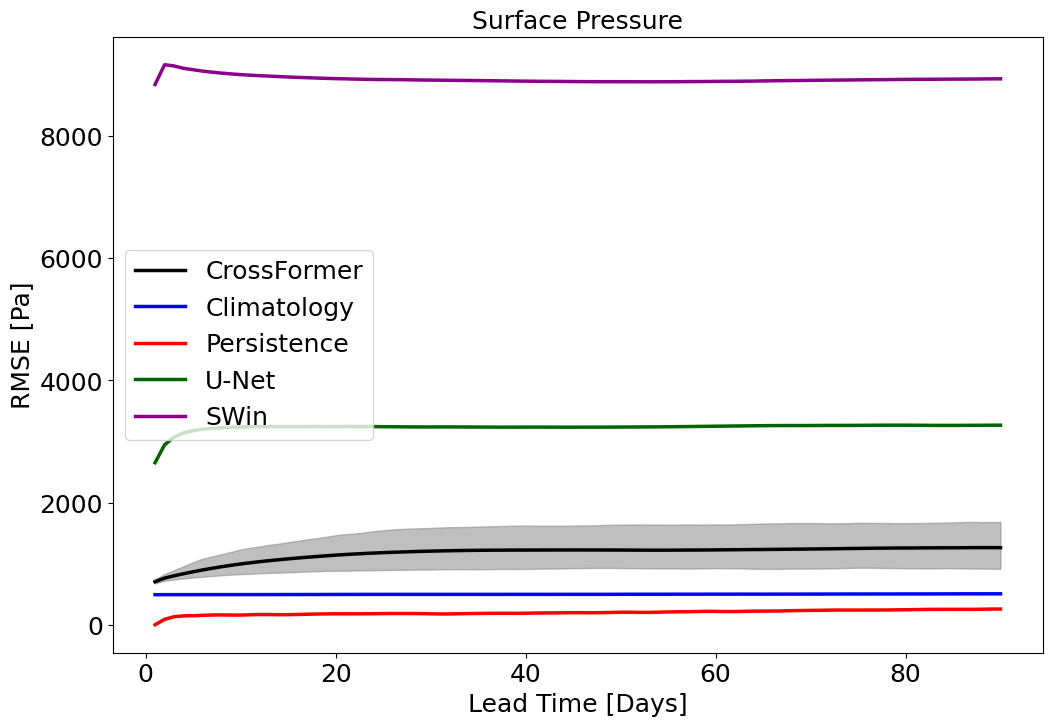 Surface Pressure
RMSE [Pa]
8000
6000
4000
2000
0
CrossFormer
Climatology
Persistence
U-Net
SWin
0
20
40
60
80
Lead Time [Days]